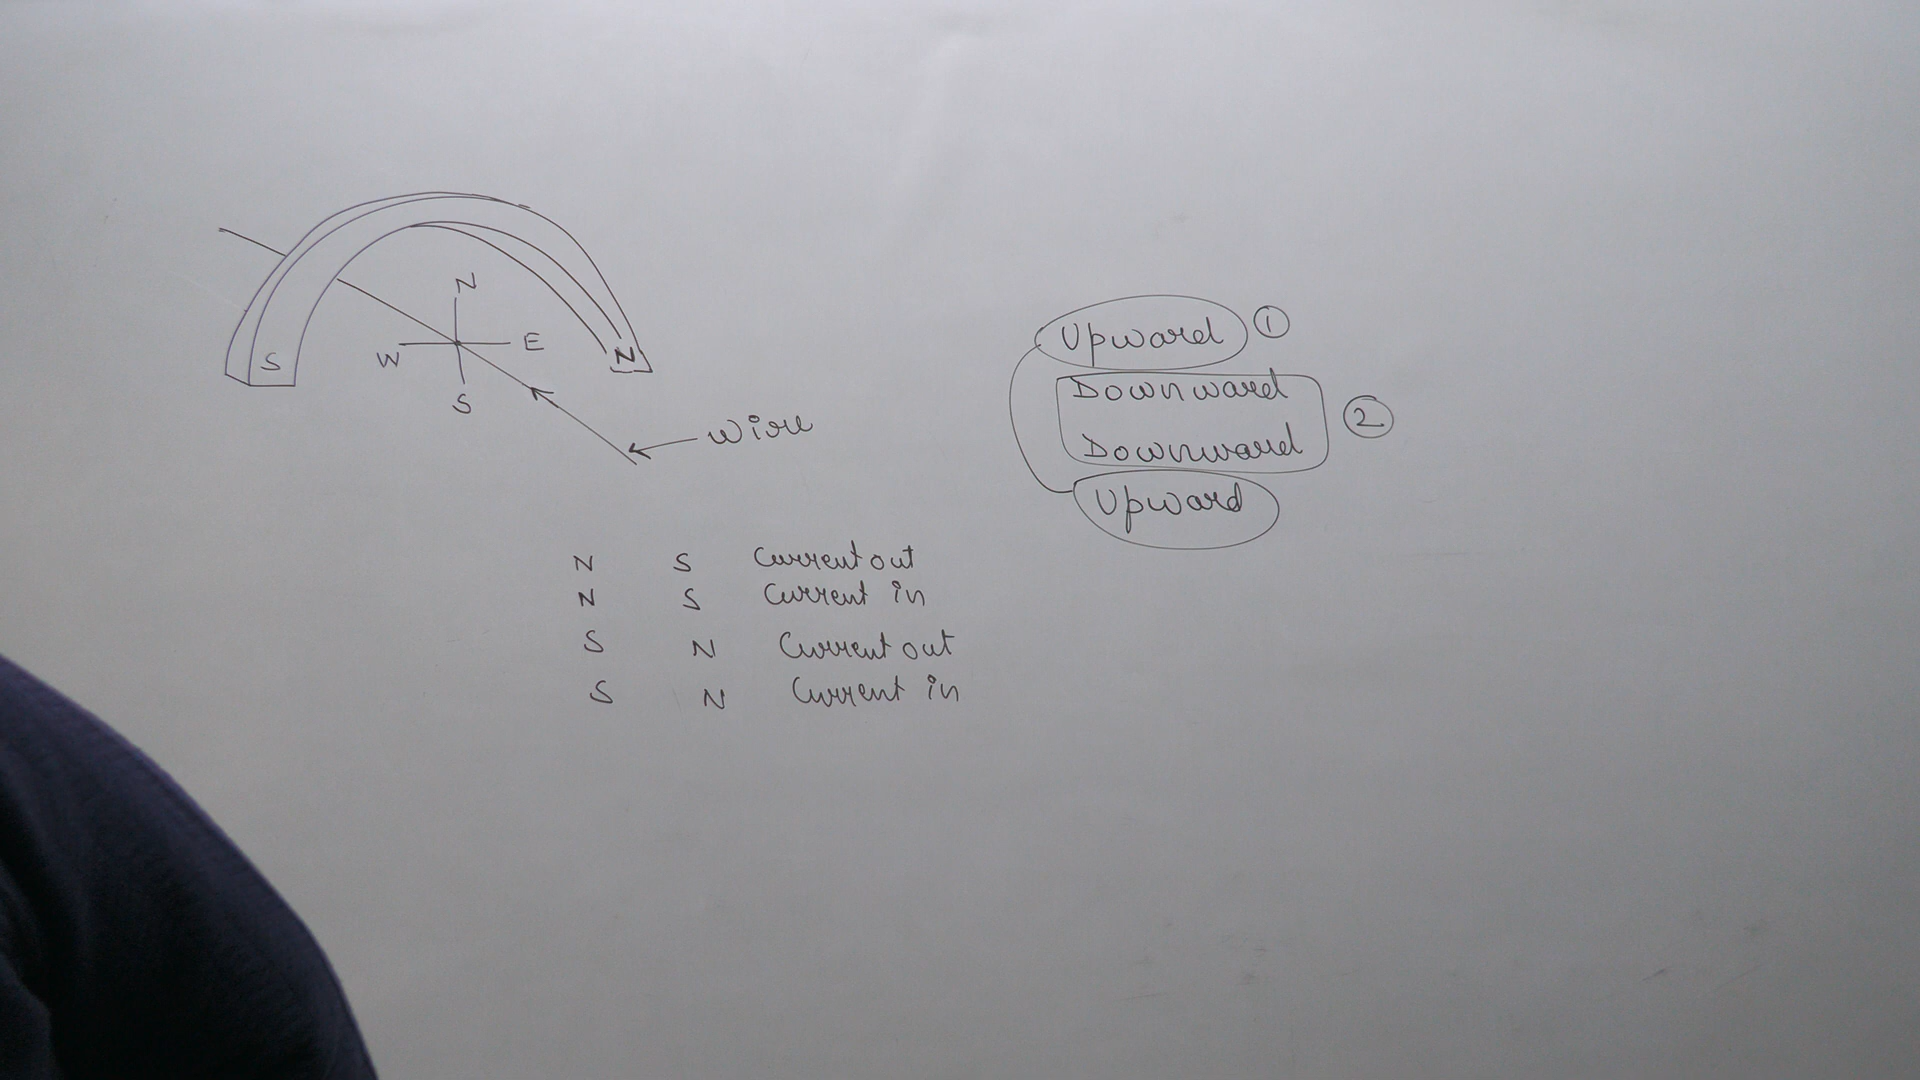 N
S
W
E
N
S
Wire
Upward
1
Downward
2
Downward
Upward
N S Current out
N S Current in
S N Current out
S N Current in